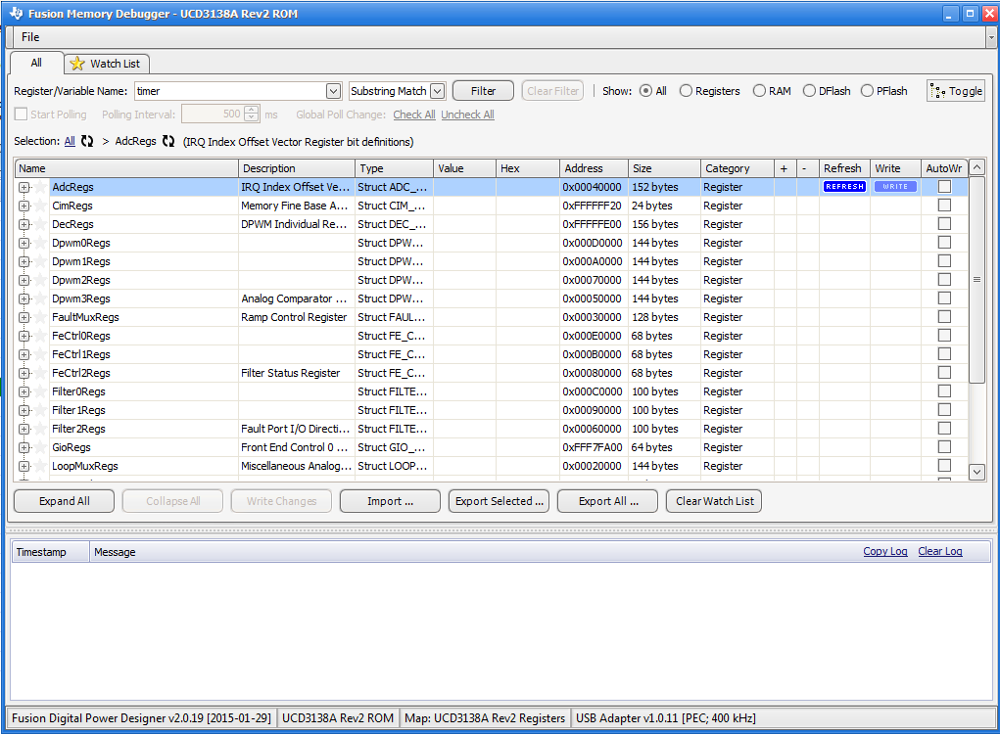 Fusion Memory Debugger - UCD3138A Rev2 ROM
File
All Watch List
Register/Variable Name: timer Substring Match Filter Clear Filter Show: All Registers RAM DFlash PFlash Toggle
Start Polling Polling Interval: 500 ms Global Poll Change: Check All Uncheck All
Selection: All > AdcRegs (IRQ Index Offset Vector Register bit definitions)
Name Description Type Value Hex Address Size Category + - Refresh Write AutoWr
AdcRegs IRQ Index Offset Ve... Struct ADC_... 0x00040000 152 bytes Register REFRESH WRITE
CimRegs Memory Fine Base A... Struct CIM_... 0xFFFFFF20 24 bytes Register
DecRegs DPWM Individual Re... Struct DEC_... 0xFFFFFE00 156 bytes Register
Dpwm0Regs Struct DPW... 0x000D0000 144 bytes Register
Dpwm1Regs Struct DPW... 0x000A0000 144 bytes Register
Dpwm2Regs Struct DPW... 0x00070000 144 bytes Register
Dpwm3Regs Analog Comparator ... Struct DPW... 0x00050000 144 bytes Register
FaultMuxRegs Ramp Control Register Struct FAUL... 0x00030000 128 bytes Register
FeCtrl0Regs Struct FE_C... 0x000E0000 68 bytes Register
FeCtrl1Regs Struct FE_C... 0x000B0000 68 bytes Register
FeCtrl2Regs Filter Status Register Struct FE_C... 0x00080000 68 bytes Register
Filter0Regs Struct FILTE... 0x000C0000 100 bytes Register
Filter1Regs Struct FILTE... 0x00090000 100 bytes Register
Filter2Regs Fault Port I/O Directi... Struct FILTE... 0x00060000 100 bytes Register
GioRegs Front End Control 0 ... Struct GIO_... 0xFFF7FA00 64 bytes Register
LoopMuxRegs Miscellaneous Analog... Struct LOOP... 0x00020000 144 bytes Register
Expand All Collapse All Write Changes Import ... Export Selected ... Export All ... Clear Watch List
Timestamp Message Copy Log Clear Log
Fusion Digital Power Designer v2.0.19 [2015-01-29] UCD3138A Rev2 ROM Map: UCD3138A Rev2 Registers USB Adapter v1.0.11 [PEC; 400 kHz]